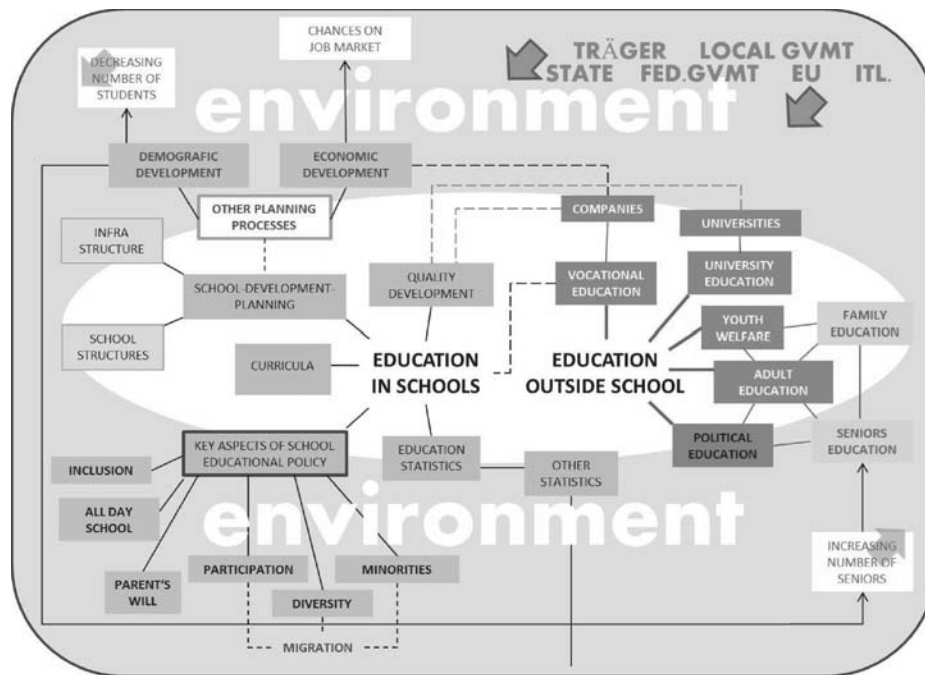 CHANCES ON
JOB MARKET
DECREASING
NUMBER OF
STUDENTS
TRÄGER LOCAL GVMT
STATE FED.GVMT EU ITL.
environment
DEMOGRAFIC
DEVELOPMENT
ECONOMIC
DEVELOPMENT
OTHER PLANNING
PROCESSES
COMPANIES
UNIVERSITIES
INFRA
STRUCTURE
SCHOOL-DEVELOPMENT-
PLANNING
QUALITY
DEVELOPMENT
VOCATIONAL
EDUCATION
UNIVERSITY
EDUCATION
SCHOOL
STRUCTURES
CURRICULA
EDUCATION
IN SCHOOLS
EDUCATION
OUTSIDE SCHOOL
YOUTH
WELFARE
FAMILY
EDUCATION
ADULT
EDUCATION
KEY ASPECTS OF SCHOOL
EDUCATIONAL POLICY
EDUCATION
STATISTICS
OTHER
STATISTICS
POLITICAL
EDUCATION
SENIORS
EDUCATION
INCLUSION
ALL DAY
SCHOOL
environment
PARENT'S
WILL
PARTICIPATION
DIVERSITY
MINORITIES
MIGRATION
INCREASING
NUMBER OF
SENIORS